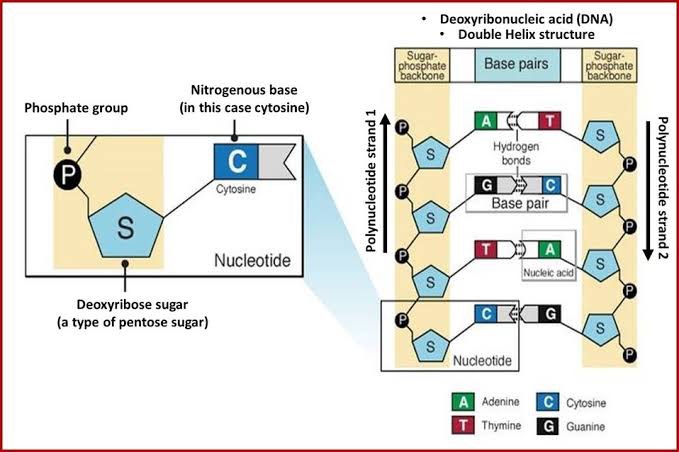 • Deoxyribonucleic acid (DNA)
• Double Helix structure
Sugar-
phosphate
backbone
Base pairs
Sugar-
phosphate
backbone
Phosphate group
Nitrogenous base
(in this case cytosine)
P
C
Cytosine
S
Nucleotide
Deoxyribose sugar
(a type of pentose sugar)
Polynucleotide strand 1
Polynucleotide strand 2
P
A
T
S
S
Hydrogen
bonds
P
P
G
C
S
S
Base pair
P
P
T
A
S
S
Nucleic acid
P
P
C
G
S
S
Nucleotide
P
A Adenine
C Cytosine
T Thymine
G Guanine